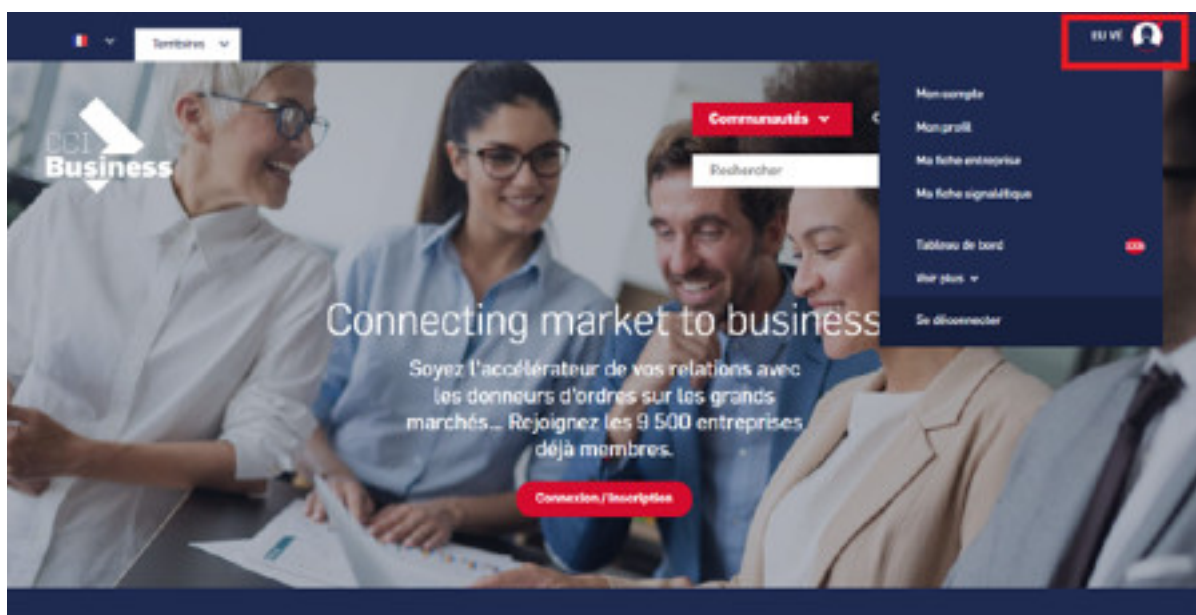 Territoires
EU VE
CCI
Business
Communautés
Rechercher
Mon compte
Mon profil
Ma fiche entreprise
Ma fiche signalétique
Tableau de bord
Voir plus
Se déconnecter
Connecting market to business
Soyez l'accélérateur de vos relations avec
les donneurs d'ordres sur les grands
marchés... Rejoignez les 9 500 entreprises
déjà membres.
Connexion / Inscription